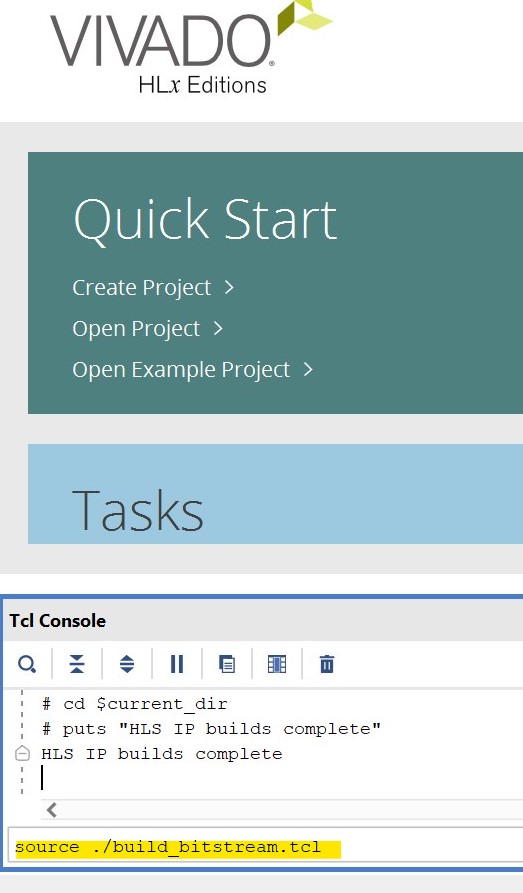 VIVADO®
HLx Editions
Quick Start
Create Project >
Open Project >
Open Example Project >
Tasks
Tcl Console
# cd $current_dir
# puts "HLS IP builds complete"
HLS IP builds complete
source ./build_bitstream.tcl